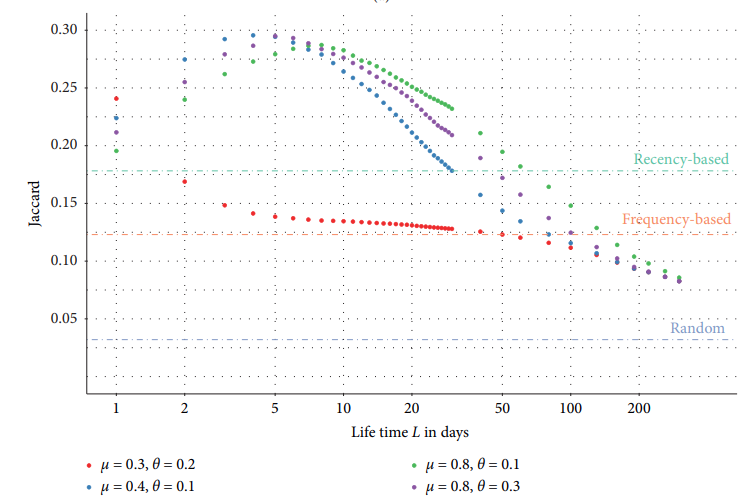 0.30
0.25
0.20
0.15
0.10
0.05
Jaccard
Recency-based
Frequency-based
Random
1 2 5 10 20 50 100 200
Life time L in days
μ = 0.3, θ = 0.2
μ = 0.4, θ = 0.1
μ = 0.8, θ = 0.1
μ = 0.8, θ = 0.3